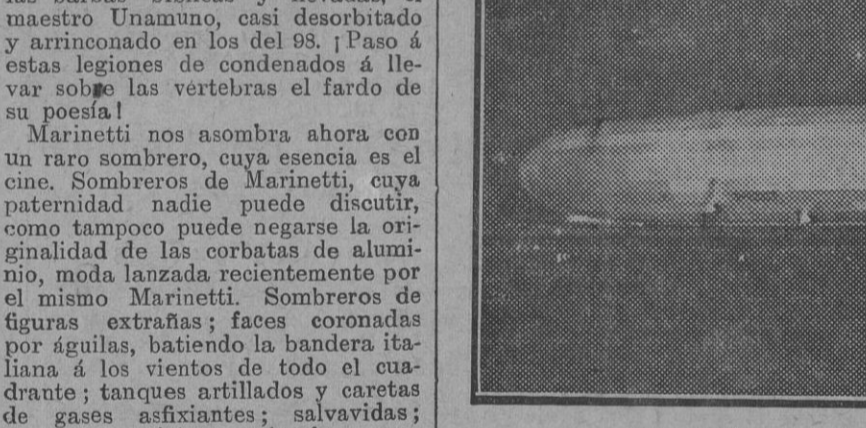 las barbas bíblicas y nevadas, el
maestro Unamuno, casi desorbitado
y arrinconado en los del 98. ¡Paso á
estas legiones de condenados á lle-
var sobre las vértebras el fardo de
su poesía!
Marinetti nos asombra ahora con
un raro sombrero, cuya esencia es el
cine. Sombreros de Marinetti, cuya
paternidad nadie puede discutir,
como tampoco puede negarse la ori-
ginalidad de las corbatas de alumi-
nio, moda lanzada recientemente por
el mismo Marinetti. Sombreros de
figuras extrañas; faces coronadas
por águilas, batiendo la bandera ita-
liana á los vientos de todo el cua-
drante; tanques artillados y caretas
de gases asfixiantes; salvavidas;